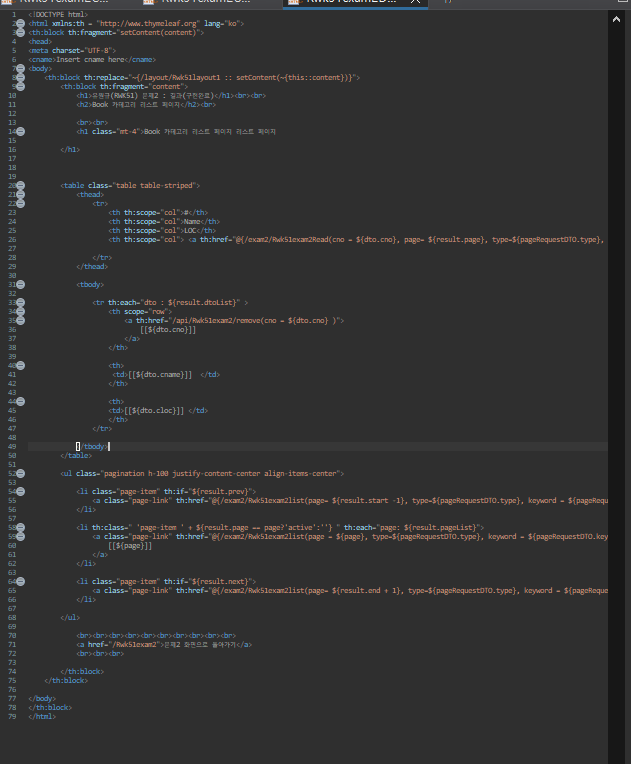 1 <!DOCTYPE html>
2 <html xmlns:th = "http://www.thymeleaf.org" lang="ko">
3 <th:block th:fragment="setContent(content)">
4 <head>
5 <meta charset="UTF-8">
6 <cname>Insert cname here</cname>
7 <body>
8 <th:block th:replace="~{/layout/Rwk51layout1 :: setContent(~{this::content})}">
9 <th:block th:fragment="content">
10 <h1>유원규(RWK51) 문제2 : 결과(구현완료)</h1><br><br>
11 <h2>Book 카테고리 리스트 페이지</h2><br>
12
13 <br><br>
14 <h1 class="mt-4">Book 카테고리 리스트 페이지 리스트 페이지
15
16 </h1>
17
18
19
20 <table class="table table-striped">
21 <thead>
22 <tr>
23 <th th:scope="col">#</th>
24 <th th:scope="col">Name</th>
25 <th th:scope="col">LOC</th>
26 <th th:scope="col"> <a th:href="@{/exam2/Rwk51exam2Read(cno = ${dto.cno}, page= ${result.page}, type=${pageRequestDTO.type},
27
28 </tr>
29 </thead>
30
31 <tbody>
32
33 <tr th:each="dto : ${result.dtoList}" >
34 <th scope="row">
35 <a th:href="/api/Rwk51exam2/remove(cno = ${dto.cno} )">
36 [[${dto.cno}]]
37 </a>
38 </th>
39
40 <th>
41 <td>[[${dto.cname}]] </td>
42 </th>
43
44 <th>
45 <td>[[${dto.cloc}]] </td>
46 </th>
47 </tr>
48
49 </tbody>
50 </table>
51
52 <ul class="pagination h-100 justify-content-center align-items-center">
53
54 <li class="page-item" th:if="${result.prev}">
55 <a class="page-link" th:href="@{/exam2/Rwk51exam2list(page= ${result.start -1}, type=${pageRequestDTO.type}, keyword = ${pageRequ
56 </li>
57
58 <li th:class=" 'page-item ' + ${result.page == page?'active':''} " th:each="page: ${result.pageList}">
59 <a class="page-link" th:href="@{/exam2/Rwk51exam2list(page = ${page}, type=${pageRequestDTO.type}, keyword = ${pageRequestDTO.key
60 [[${page}]]
61 </a>
62 </li>
63
64 <li class="page-item" th:if="${result.next}">
65 <a class="page-link" th:href="@{/exam2/Rwk51exam2list(page= ${result.end + 1}, type=${pageRequestDTO.type}, keyword = ${pageRequ
66 </li>
67
68 </ul>
69
70 <br><br><br><br><br><br><br><br><br><br>
71 <a href="/Rwk51exam2">문제2 화면으로 돌아가기</a>
72 <br><br><br>
73
74 </th:block>
75 </th:block>
76
77 </body>
78 </th:block>
79 </html>